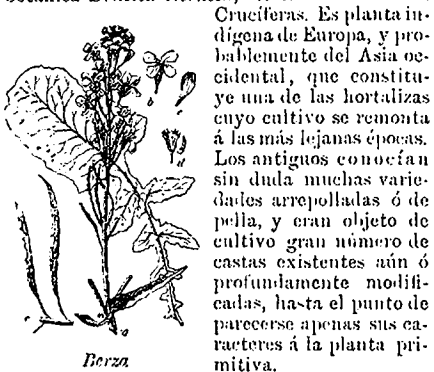 Crucíferas. Es planta in-
dígena de Europa, y pro-
bablemente del Asia oc-
cidental, que constitu-
ye una de las hortalizas
cuyo cultivo se remonta
á las más lejanas épocas.
Los antiguos conocían
sin duda muchas varie-
dades arrepolladas ó de
pella, y eran objeto de
cultivo gran número de
castas existentes aún ó
profundamente modifi-
cadas, hasta el punto de
parecerse apenas sus ca-
racteres á la planta pri-
mitiva.
Berza